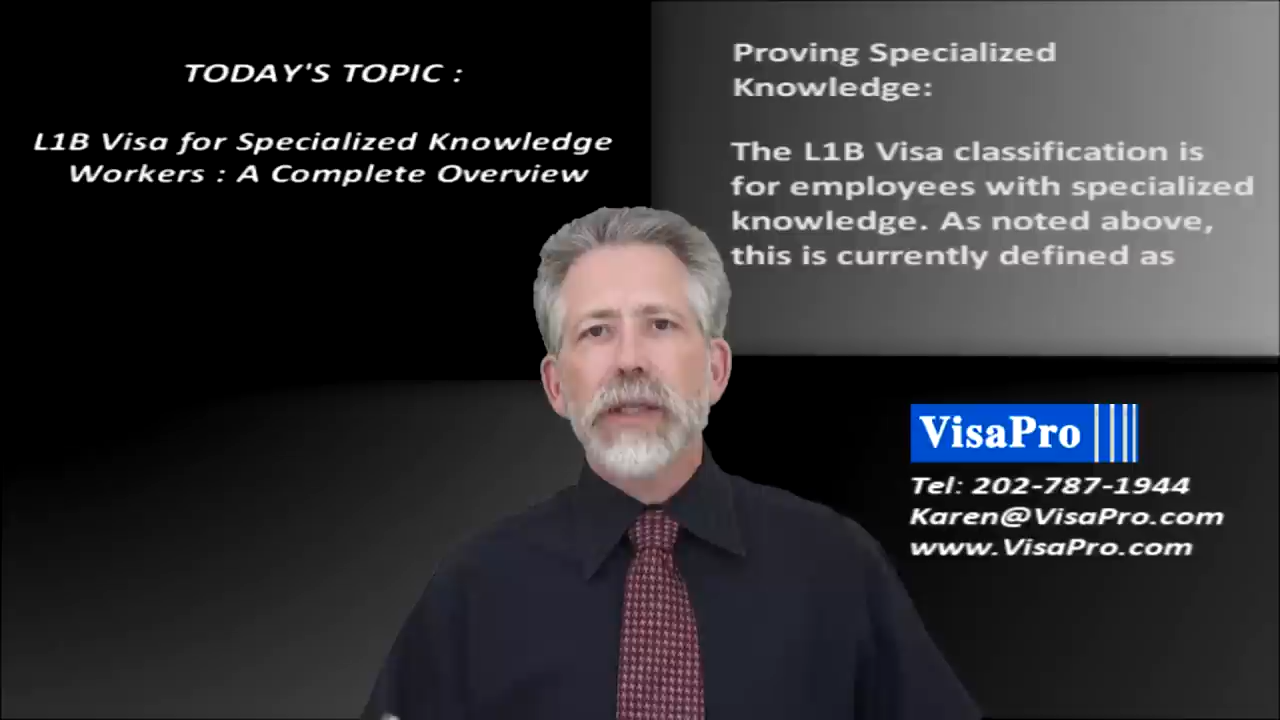 TODAY'S TOPIC :
L1B Visa for Specialized Knowledge
Workers : A Complete Overview
Proving Specialized
Knowledge:
The L1B Visa classification is
for employees with specialized
knowledge. As noted above,
this is currently defined as
VisaPro
Tel: 202-787-1944
Karen@VisaPro.com
www.VisaPro.com